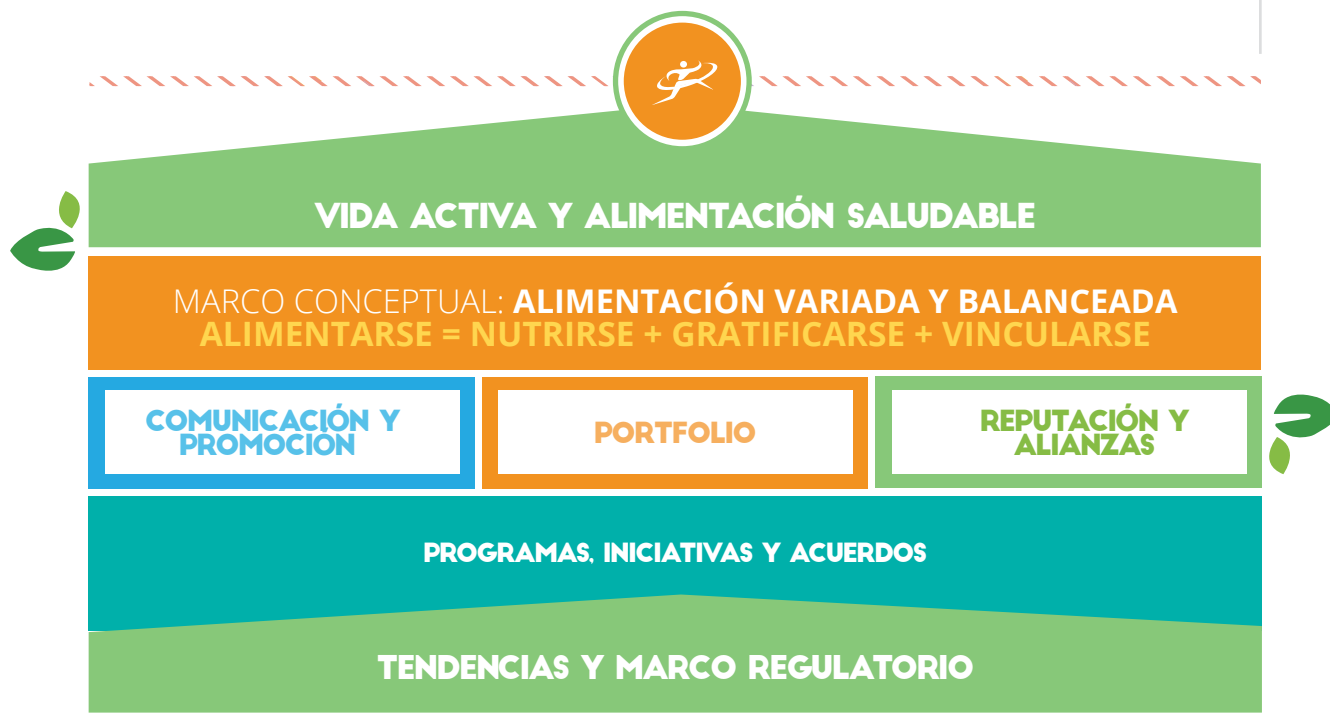 VIDA ACTIVA Y ALIMENTACIÓN SALUDABLE
MARCO CONCEPTUAL: ALIMENTACIÓN VARIADA Y BALANCEADA
ALIMENTARSE = NUTRIRSE + GRATIFICARSE + VINCULARSE
COMUNICACIÓN Y
PROMOCIÓN
PORTFOLIO
REPUTACIÓN Y
ALIANZAS
PROGRAMAS, INICIATIVAS Y ACUERDOS
TENDENCIAS Y MARCO REGULATORIO